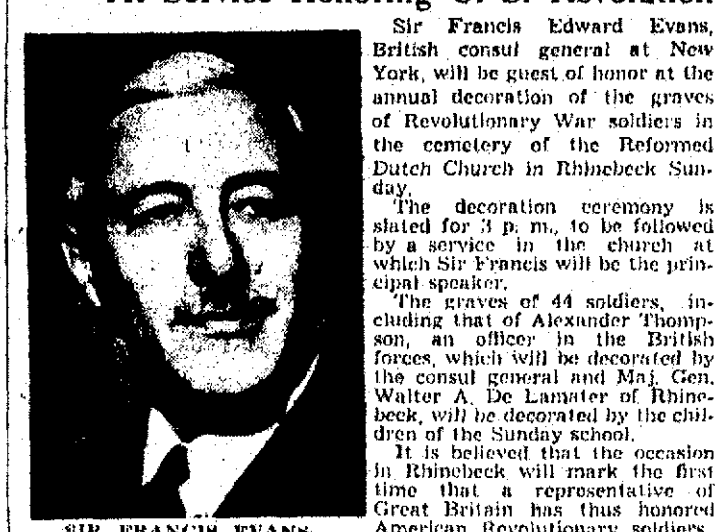 At Service Honoring U. S. Revolution
Sir Francis Edward Evans,
British consul general at New
York, will be guest of honor at the
annual decoration of the graves
of Revolutionary War soldiers in
the cemetery of the Reformed
Dutch Church in Rhinebeck Sun-
day.
The decoration ceremony is
slated for 3 p. m., to be followed
by a service in the church at
which Sir Francis will be the prin-
cipal speaker.
The graves of 44 soldiers, in-
cluding that of Alexander Thomp-
son, an officer in the British
forces, which will be decorated by
the consul general and Maj. Gen.
Walter A. De Lamater of Rhine-
beck, will be decorated by the chil-
dren of the Sunday school.
It is believed that the occasion
in Rhinebeck will mark the first
time that a representative of
Great Britain has thus honored
American Revolutionary soldiers.
SIR FRANCIS EVANS